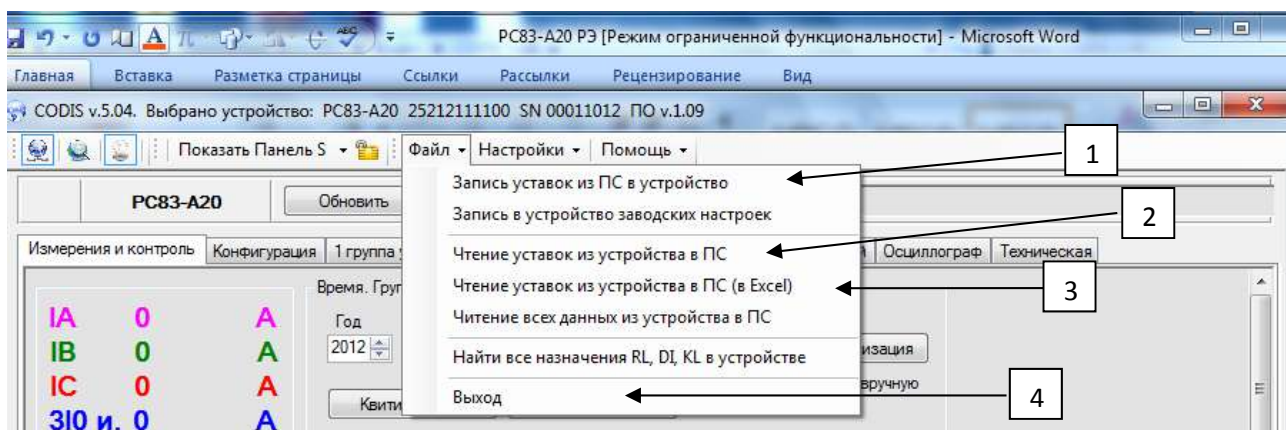 РС83-А20 РЭ [Режим ограниченной функциональности] - Microsoft Word
Главная Вставка Разметка страницы Ссылки Рассылки Рецензирование Вид
CODIS v.5.04. Выбрано устройство: РС83-А20 25212111100 SN 00011012 ПО v.1.09
Показать Панель S Файл Настройки Помощь
1
Запись уставок из ПС в устройство
РС83-А20 Обновить
Запись в устройство заводских настроек
2
Измерения и контроль Конфигурация 1 группа Осциллограф Техническая
Чтение уставок из устройства в ПС
Время.
Чтение уставок из устройства в ПС (в Excel)
3
IA 0 A
Год
Читение всех данных из устройства в ПС
2012
IB 0 A
Найти все назначения RL, DI, KL в устройстве
IC 0 A
вручную
Выход
4
3I0 и. 0 A